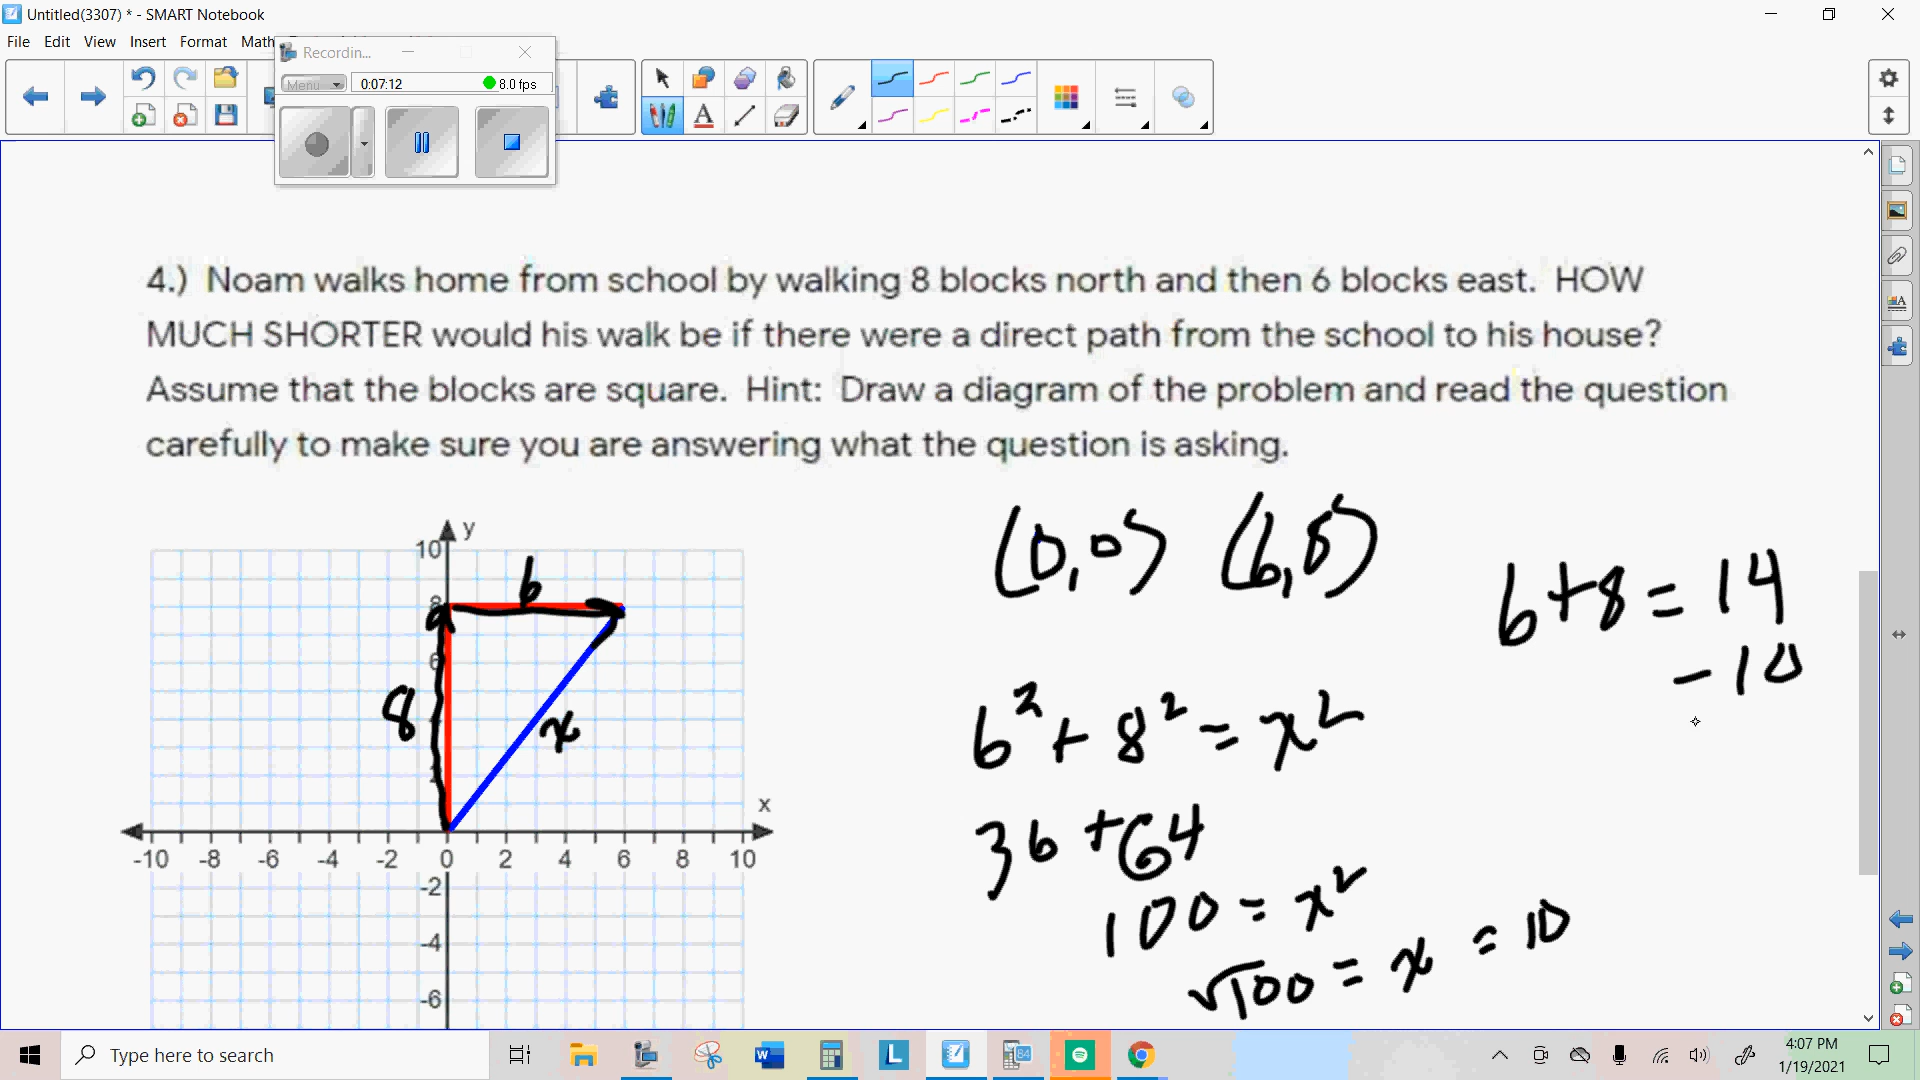 Untitled(3307) * - SMART Notebook
File Edit View Insert Format Math
Recordin...
Menu 0:07:12 8.0 fps
4.) Noam walks home from school by walking 8 blocks north and then 6 blocks east. HOW
MUCH SHORTER would his walk be if there were a direct path from the school to his house?
Assume that the blocks are square. Hint: Draw a diagram of the problem and read the question
carefully to make sure you are answering what the question is asking.
(0,0) (6,8)
6+8=14
-10
6²+8²=x²
36+64
100=x²
√100=x=10
y
10
8
6
6
8
x
x
-10 -8 -6 -4 -2 0 2 4 6 8 10
-2
-4
-6
Type here to search
84
4:07 PM
1/19/2021